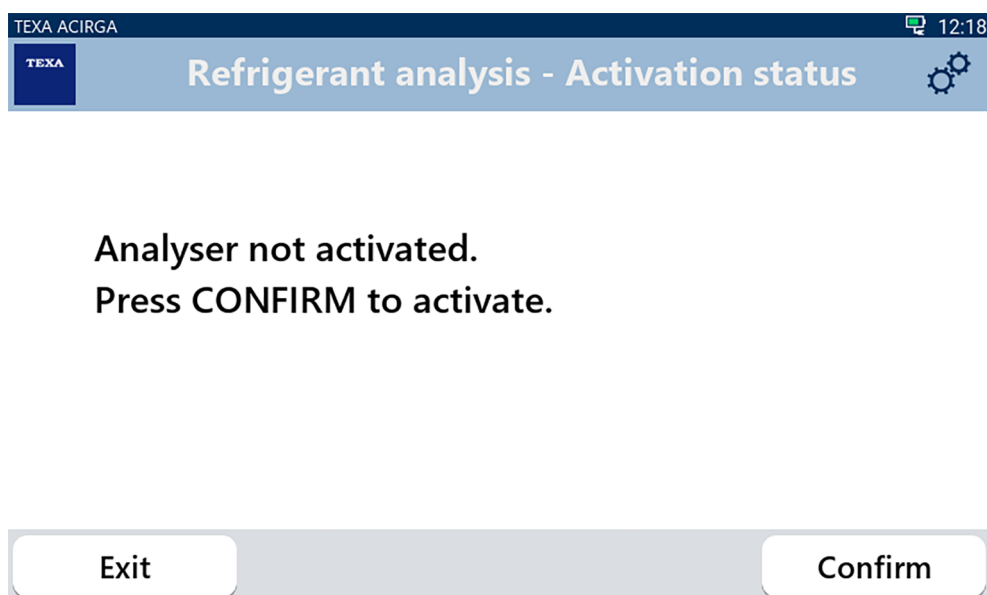 TEXA ACIRGA 12:18
TEXA
Refrigerant analysis - Activation status
Analyser not activated.
Press CONFIRM to activate.
Exit Confirm